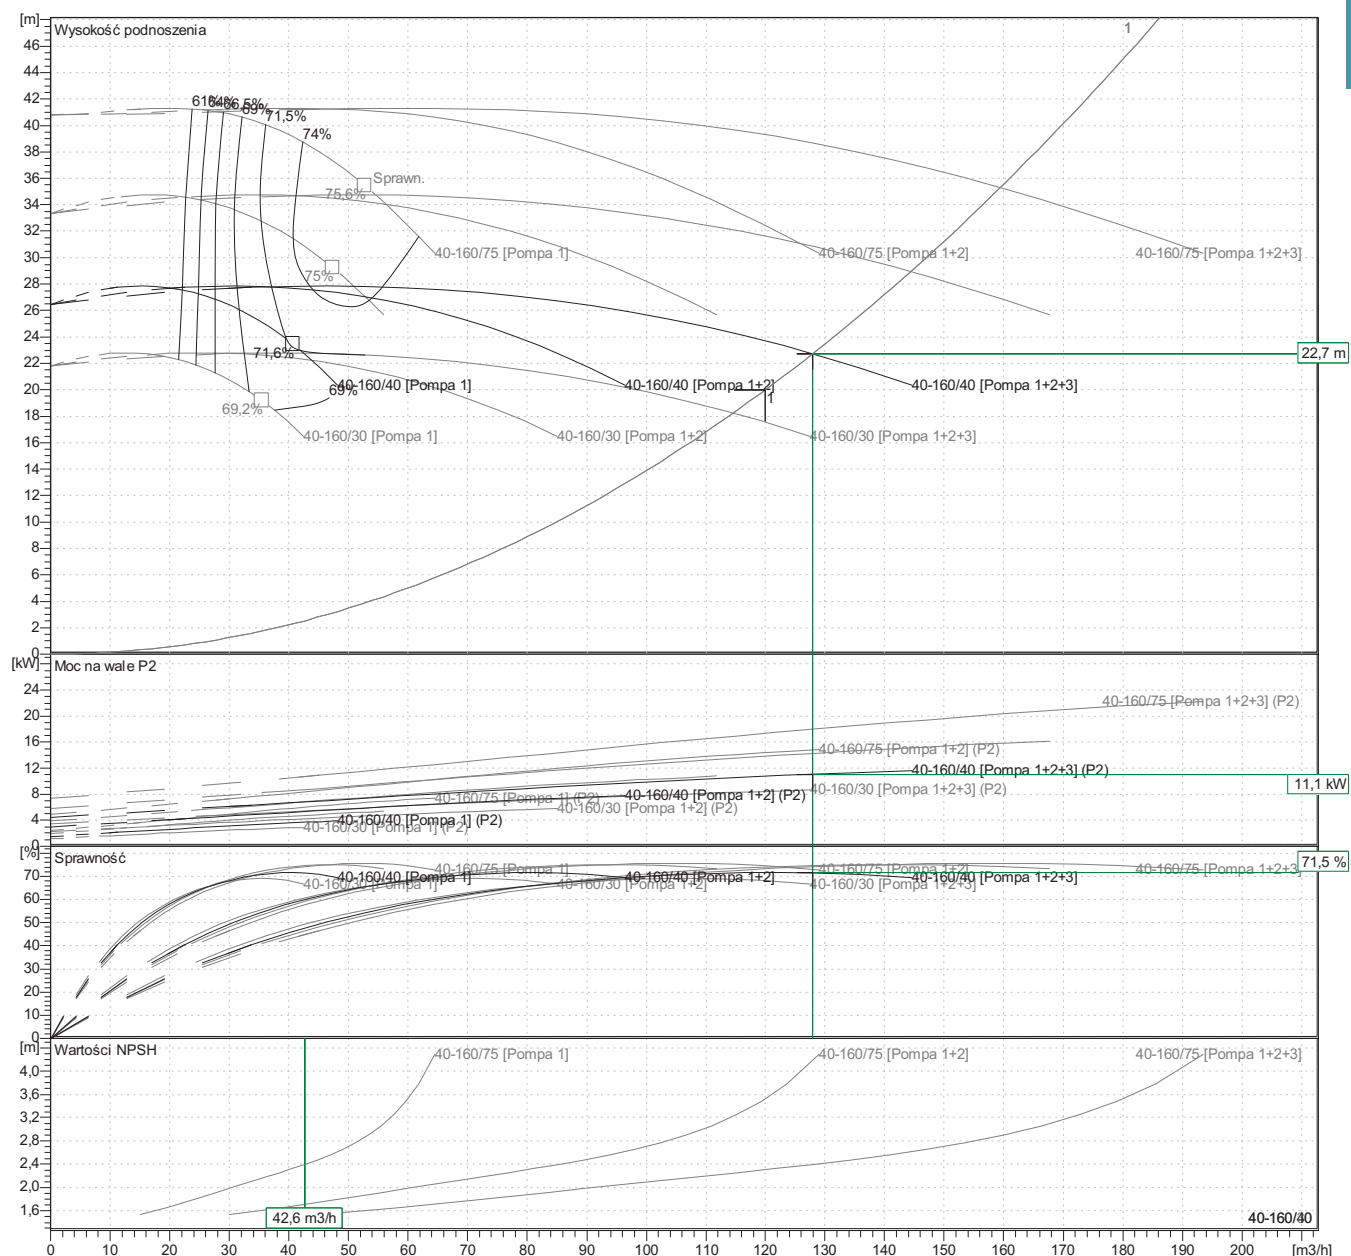 [m]
Wysokość podnoszenia
1
46
44
42
40
38
36
34
32
30
28
26
24
22
20
18
16
14
12
10
8
6
4
2
0
61%
64%
66,5%
69%
71,5%
74%
Sprawn.
75,6%
40-160/75 [Pompa 1]
40-160/75 [Pompa 1+2]
40-160/75 [Pompa 1+2+3]
75%
71,6%
22,7 m
69%
40-160/40 [Pompa 1]
40-160/40 [Pompa 1+2]
40-160/40 [Pompa 1+2+3]
1
69,2%
40-160/30 [Pompa 1]
40-160/30 [Pompa 1+2]
40-160/30 [Pompa 1+2+3]
[kW]
Moc na wale P2
24
20
16
12
8
4
0
40-160/75 [Pompa 1+2+3] (P2)
40-160/75 [Pompa 1+2] (P2)
40-160/40 [Pompa 1+2+3] (P2)
11,1 kW
40-160/75 [Pompa 1] (P2)
40-160/40 [Pompa 1+2] (P2)
40-160/30 [Pompa 1+2+3] (P2)
40-160/30 [Pompa 1+2] (P2)
40-160/40 [Pompa 1] (P2)
40-160/30 [Pompa 1] (P2)
[%]
Sprawność
70
60
50
40
30
20
10
0
71,5 %
40-160/75 [Pompa 1]
40-160/75 [Pompa 1+2]
40-160/75 [Pompa 1+2+3]
40-160/40 [Pompa 1]
40-160/40 [Pompa 1+2]
40-160/40 [Pompa 1+2+3]
40-160/30 [Pompa 1]
40-160/30 [Pompa 1+2]
40-160/30 [Pompa 1+2+3]
[m]
Wartości NPSH
4,0
3,6
3,2
2,8
2,4
2,0
1,6
40-160/75 [Pompa 1]
40-160/75 [Pompa 1+2]
40-160/75 [Pompa 1+2+3]
42,6 m3/h
40-160/40
0 10 20 30 40 50 60 70 80 90 100 110 120 130 140 150 160 170 180 190 200 [m3/h]